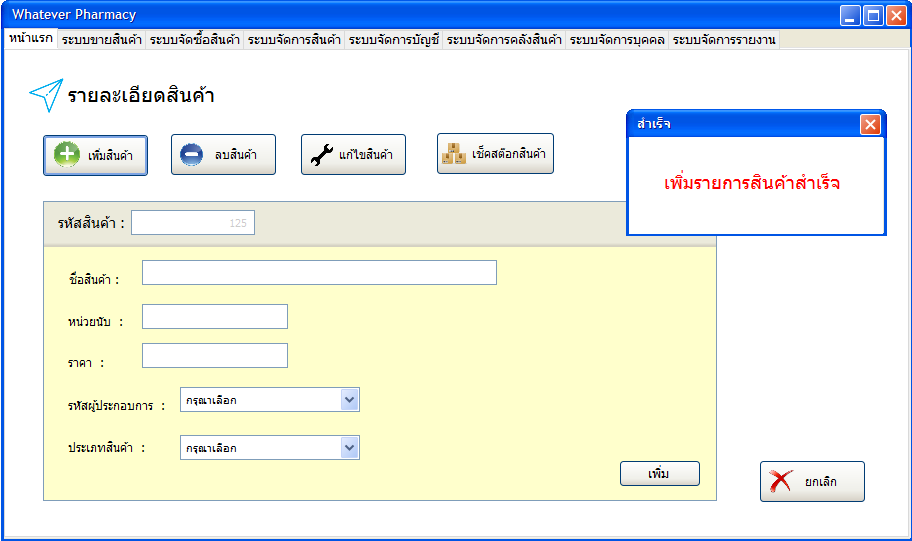 Whatever Pharmacy
หน้าแรก ระบบขายสินค้า ระบบจัดซื้อสินค้า ระบบจัดการสินค้า ระบบจัดการบัญชี ระบบจัดการคลังสินค้า ระบบจัดการบุคคล ระบบจัดการรายงาน
รายละเอียดสินค้า
สำเร็จ
เพิ่มสินค้า ลบสินค้า แก้ไขสินค้า เช็คสต๊อกสินค้า
เพิ่มรายการสินค้าสำเร็จ
รหัสสินค้า : 125
ชื่อสินค้า :
หน่วยนับ :
ราคา :
รหัสผู้ประกอบการ : กรุณาเลือก
ประเภทสินค้า : กรุณาเลือก
เพิ่ม
ยกเลิก